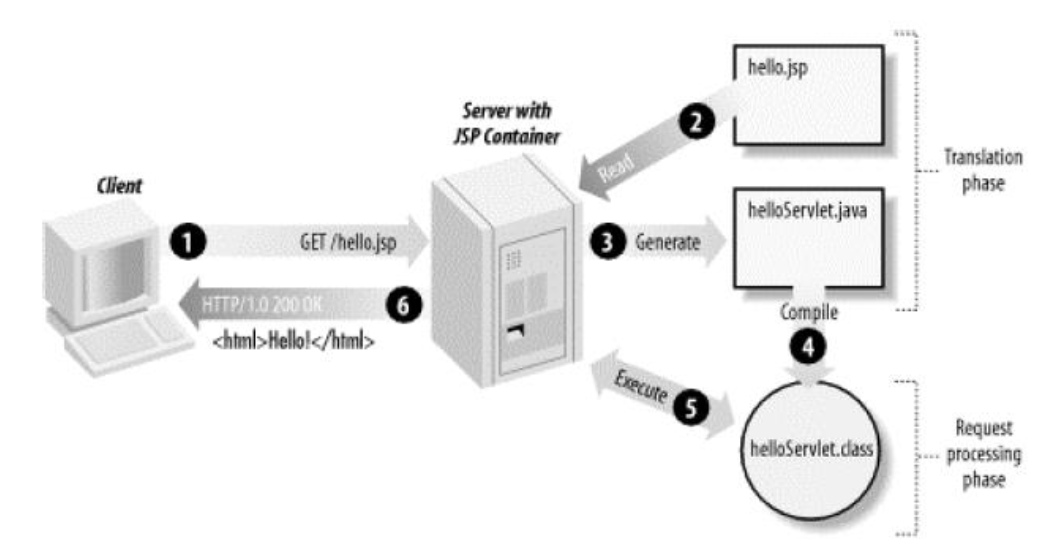 Client
1
GET /hello.jsp
HTTP/1.0 200 OK
6
<html>Hello!</html>
Server with
JSP Container
2
Read
hello.jsp
3
Generate
helloServlet.java
Compile
4
Execute
5
helloServlet.class
Translation
phase
Request
processing
phase